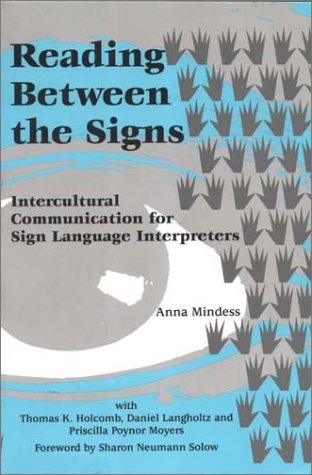 Reading
Between
the Signs
Intercultural
Communication for
Sign Language Interpreters
Anna Mindess
with
Thomas K. Holcomb, Daniel Langholtz and
Priscilla Poynor Moyers
Foreword by Sharon Neumann Solow